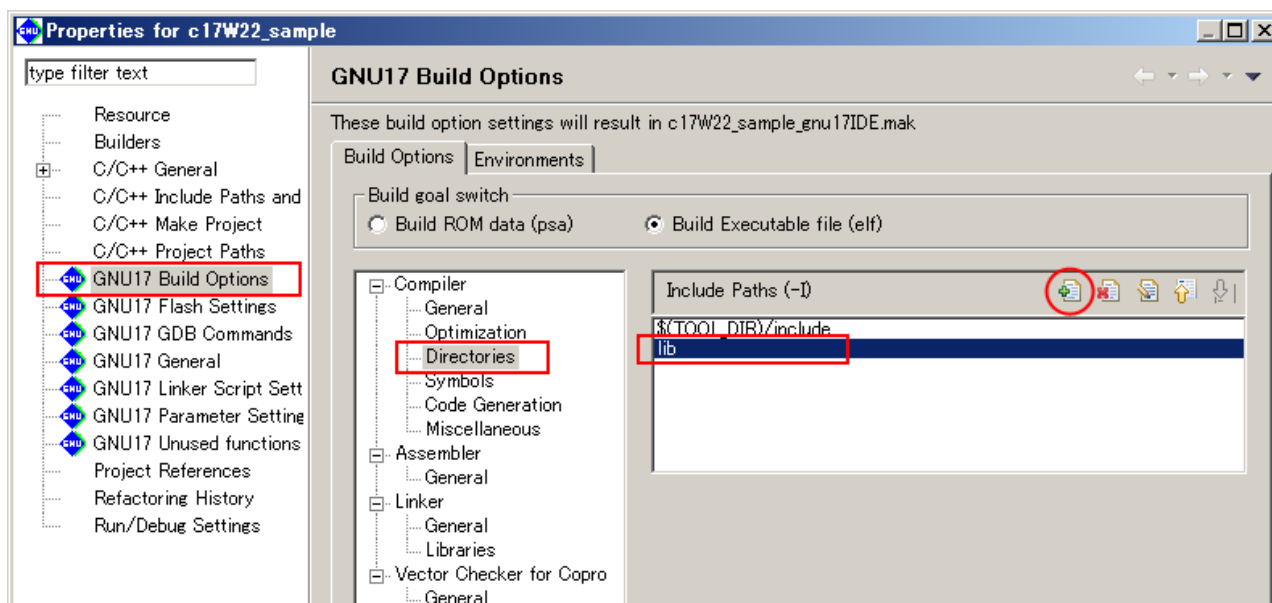 Properties for c17W22_sample
type filter text
Resource
Builders
C/C++ General
C/C++ Include Paths and
C/C++ Make Project
C/C++ Project Paths
GNU17 Build Options
GNU17 Flash Settings
GNU17 GDB Commands
GNU17 General
GNU17 Linker Script Sett
GNU17 Parameter Setting
GNU17 Unused functions
Project References
Refactoring History
Run/Debug Settings
GNU17 Build Options
These build option settings will result in c17W22_sample_gnu17IDE.mak
Build Options
Environments
Build goal switch
Build ROM data (psa)
Build Executable file (elf)
Compiler
General
Optimization
Directories
Symbols
Code Generation
Miscellaneous
Assembler
General
Linker
General
Libraries
Vector Checker for Copro
General
Include Paths (-I)
$(TOOL_DIR)/include
lib